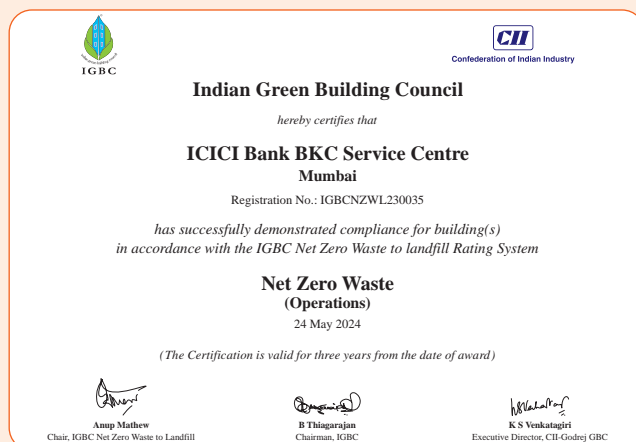 IGBC
CII
Confederation of Indian Industry
Indian Green Building Council
hereby certifies that
ICICI Bank BKC Service Centre
Mumbai
Registration No.: IGBCNZWL230035
has successfully demonstrated compliance for building(s)
in accordance with the IGBC Net Zero Waste to landfill Rating System
Net Zero Waste
(Operations)
24 May 2024
(The Certification is valid for three years from the date of award)
Anup Mathew
Chair, IGBC Net Zero Waste to Landfill
B Thiagarajan
Chairman, IGBC
K S Venkatagiri
Executive Director, CII-Godrej GBC